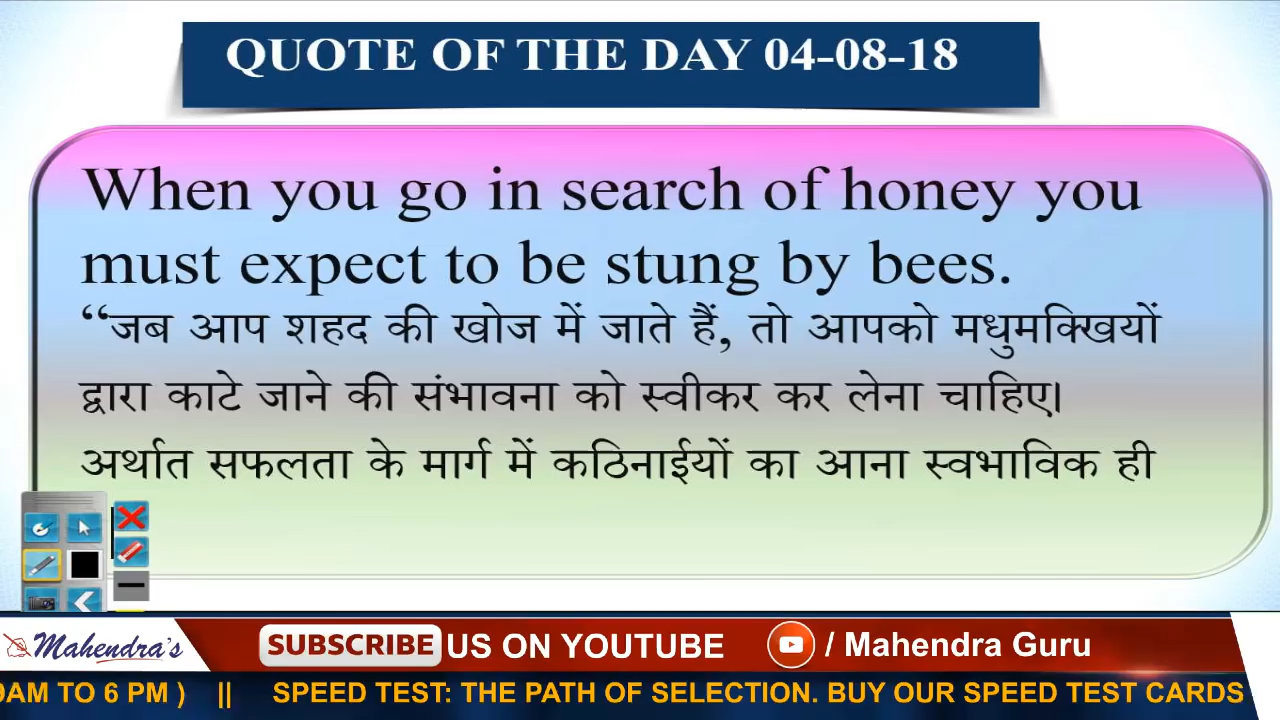 QUOTE OF THE DAY 04-08-18
When you go in search of honey you
must expect to be stung by bees.
“जब आप शहद की खोज में जाते हैं, तो आपको मधुमक्खियों
द्वारा काटे जाने की संभावना को स्वीकर कर लेना चाहिए।
अर्थात सफलता के मार्ग में कठिनाईयों का आना स्वभाविक ही
Mahendra's
SUBSCRIBE US ON YOUTUBE / Mahendra Guru
9AM TO 6 PM ) || SPEED TEST: THE PATH OF SELECTION. BUY OUR SPEED TEST CARDS